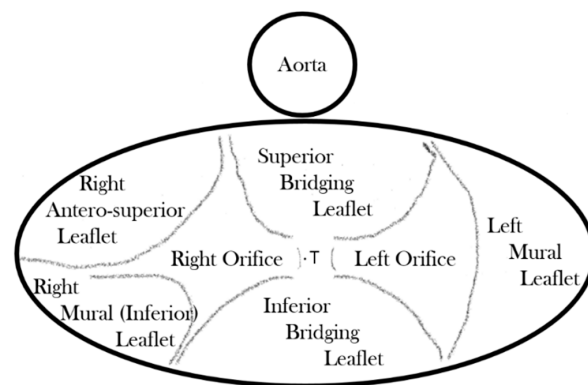 Aorta
Superior
Bridging
Leaflet
Right
Antero-superior
Leaflet
Left
Mural
Leaflet
Right Orifice
· T
Left Orifice
Right
Mural (Inferior)
Leaflet
Inferior
Bridging
Leaflet